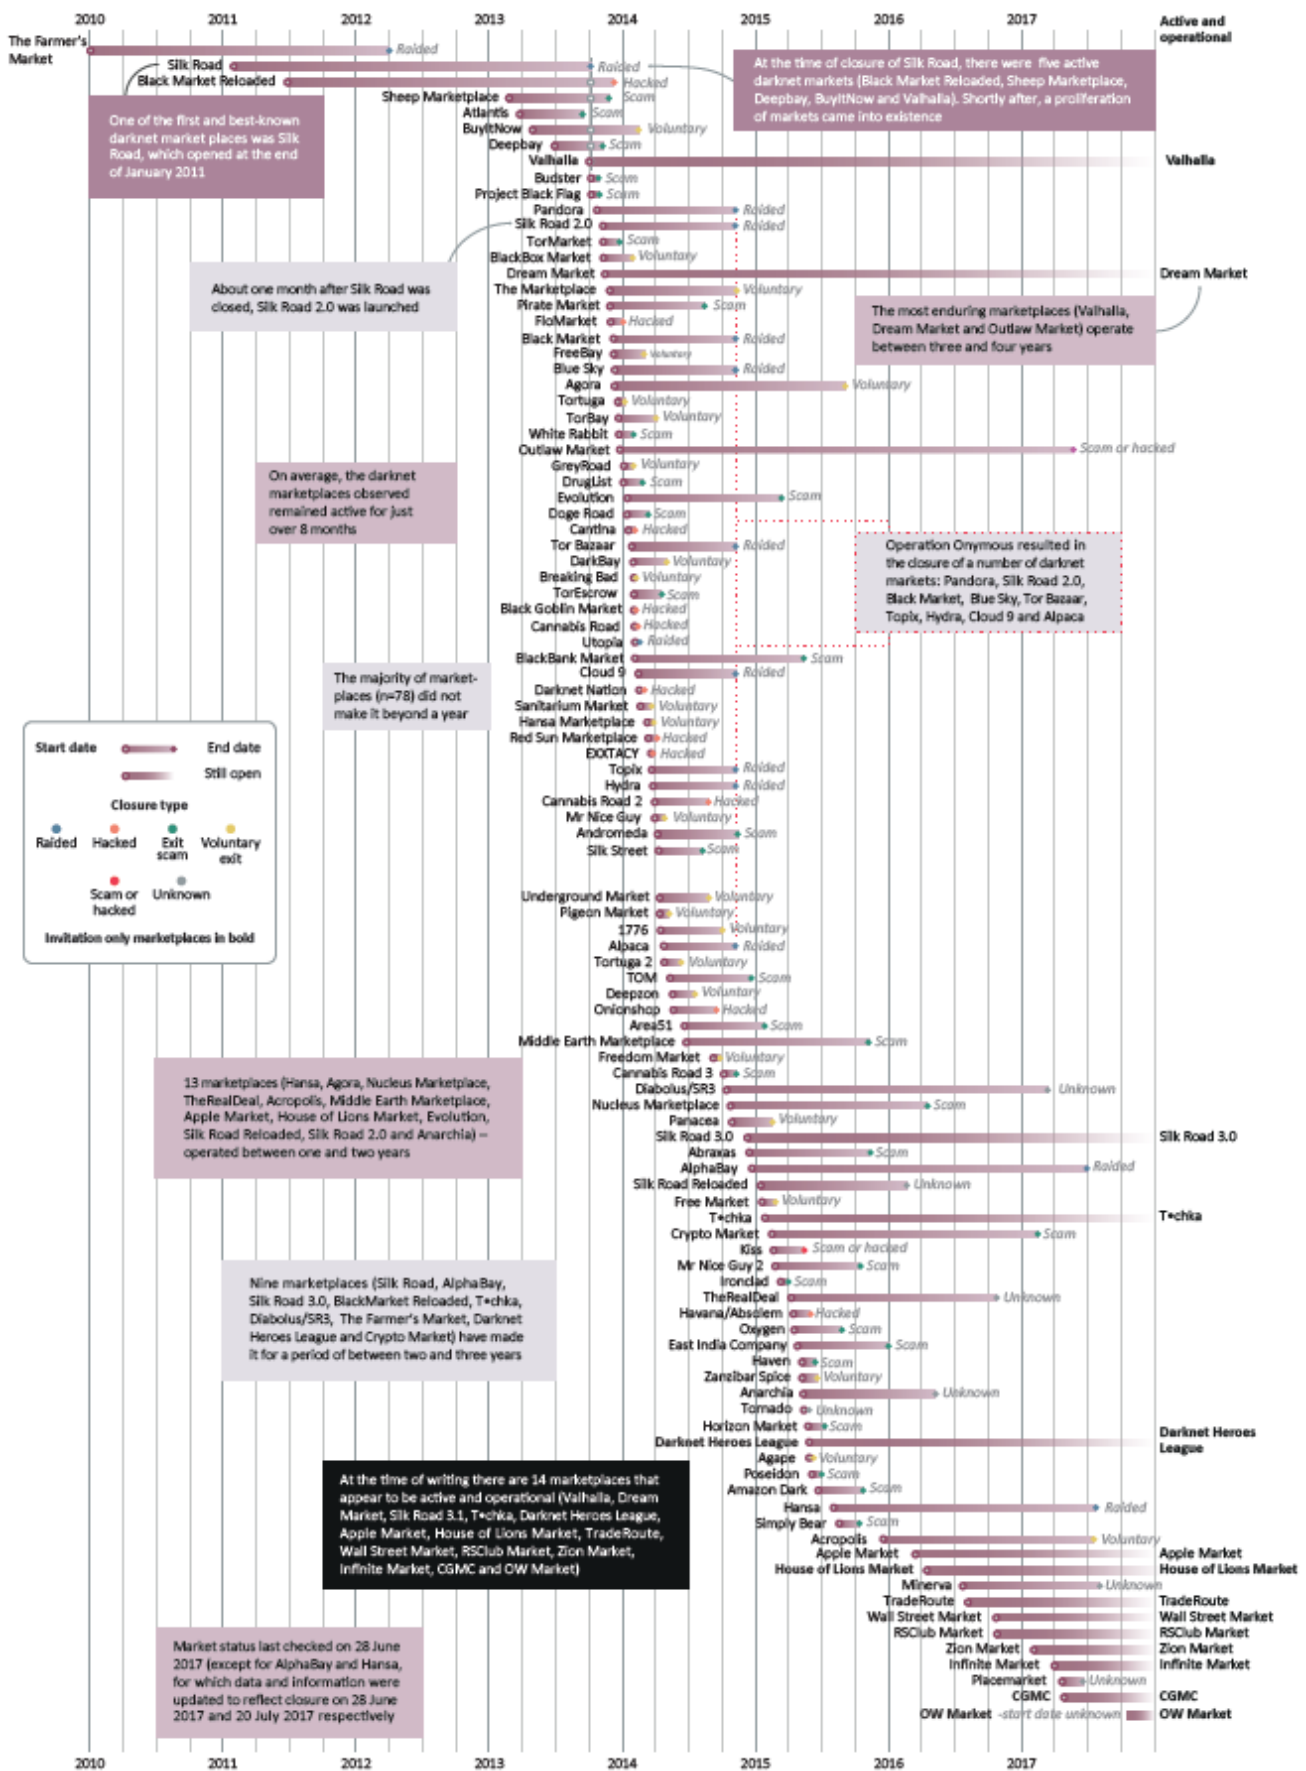 2010 2011 2012 2013 2014 2015 2016 2017 Active and
operational
The Farmer's
Market
Raided
Silk Road Raided
Black Market Reloaded Hacked
Sheep Marketplace Scam
Atlantis Scam
BuyItNow Voluntary
Deepbay Scam
Valhalla Valhalla
Budster Scam
Project Black Flag Scam
Pandora Raided
Silk Road 2.0 Raided
TorMarket Scam
BlackBox Market Voluntary
Dream Market Dream Market
The Marketplace Voluntary
Pirate Market Scam
FloMarket Hacked
Black Market Raided
FreeBay Voluntary
Blue Sky Raided
Agora Voluntary
Tortuga Voluntary
TorBay Voluntary
White Rabbit Scam
Outlaw Market Scam or hacked
GreyRoad Voluntary
DrugList Scam
Evolution Scam
Doge Road Scam
Cantina Hacked
Tor Bazaar Raided
DarkBay Voluntary
Breaking Bad Voluntary
TorEscrow Scam
Black Goblin Market Hacked
Cannabis Road Hacked
Utopia Raided
BlackBank Market Scam
Cloud 9 Raided
Darknet Nation Hacked
Sanitarium Market Voluntary
Hansa Marketplace Voluntary
Red Sun Marketplace Hacked
EXXTACY Hacked
Topix Raided
Hydra Raided
Cannabis Road 2 Hacked
Mr Nice Guy Voluntary
Andromeda Scam
Silk Street Scam
Underground Market Voluntary
Pigeon Market Voluntary
1776 Voluntary
Alpaca Raided
Tortuga 2 Voluntary
TOM Scam
Deepzon Voluntary
Onionshop Hacked
Area51 Scam
Middle Earth Marketplace Scam
Freedom Market Voluntary
Cannabis Road 3 Scam
Diabolus/SR3 Unknown
Nucleus Marketplace Scam
Panacea Voluntary
Silk Road 3.0 Silk Road 3.0
Abraxas Scam
AlphaBay Raided
Silk Road Reloaded Unknown
Free Market Voluntary
T•chka T•chka
Crypto Market Scam
Kiss Scam or hacked
Mr Nice Guy 2 Scam
Ironclad Scam
TheRealDeal Unknown
Havana/Absolem Hacked
Oxygen Scam
East India Company Scam
Haven Scam
Zanzibar Spice Voluntary
Anarchia Unknown
Tornado Unknown
Horizon Market Scam
Darknet Heroes League Darknet Heroes
League
Agape Voluntary
Poseidon Scam
Amazon Dark Scam
Hansa Raided
Simply Bear Scam
Acropolis Voluntary
Apple Market Apple Market
House of Lions Market House of Lions Market
Minerva Unknown
TradeRoute TradeRoute
Wall Street Market Wall Street Market
RSClub Market RSClub Market
Zion Market Zion Market
Infinite Market Infinite Market
Placemarket Unknown
CGMC CGMC
OW Market -start date unknown OW Market
At the time of closure of Silk Road, there were five active
darknet markets (Black Market Reloaded, Sheep Marketplace,
Deepbay, BuyItNow and Valhalla). Shortly after, a proliferation
of markets came into existence
One of the first and best-known
darknet market places was Silk
Road, which opened at the end
of January 2011
About one month after Silk Road was
closed, Silk Road 2.0 was launched
The most enduring marketplaces (Valhalla,
Dream Market and Outlaw Market) operate
between three and four years
On average, the darknet
marketplaces observed
remained active for just
over 8 months
Operation Onymous resulted in
the closure of a number of darknet
markets: Pandora, Silk Road 2.0,
Black Market, Blue Sky, Tor Bazaar,
Topix, Hydra, Cloud 9 and Alpaca
The majority of market-
places (n=78) did not
make it beyond a year
Start date End date
Still open
Closure type
Raided Hacked Exit
scam Voluntary
exit
Scam or
hacked Unknown
Invitation only marketplaces in bold
13 marketplaces (Hansa, Agora, Nucleus Marketplace,
TheRealDeal, Acropolis, Middle Earth Marketplace,
Apple Market, House of Lions Market, Evolution,
Silk Road Reloaded, Silk Road 2.0 and Anarchia) –
operated between one and two years
Nine marketplaces (Silk Road, AlphaBay,
Silk Road 3.0, BlackMarket Reloaded, T•chka,
Diabolus/SR3, The Farmer's Market, Darknet
Heroes League and Crypto Market) have made
it for a period of between two and three years
At the time of writing there are 14 marketplaces that
appear to be active and operational (Valhalla, Dream
Market, Silk Road 3.1, T•chka, Darknet Heroes League,
Apple Market, House of Lions Market, TradeRoute,
Wall Street Market, RSClub Market, Zion Market,
Infinite Market, CGMC and OW Market)
Market status last checked on 28 June
2017 (except for AlphaBay and Hansa,
for which data and information were
updated to reflect closure on 28 June
2017 and 20 July 2017 respectively
2010 2011 2012 2013 2014 2015 2016 2017